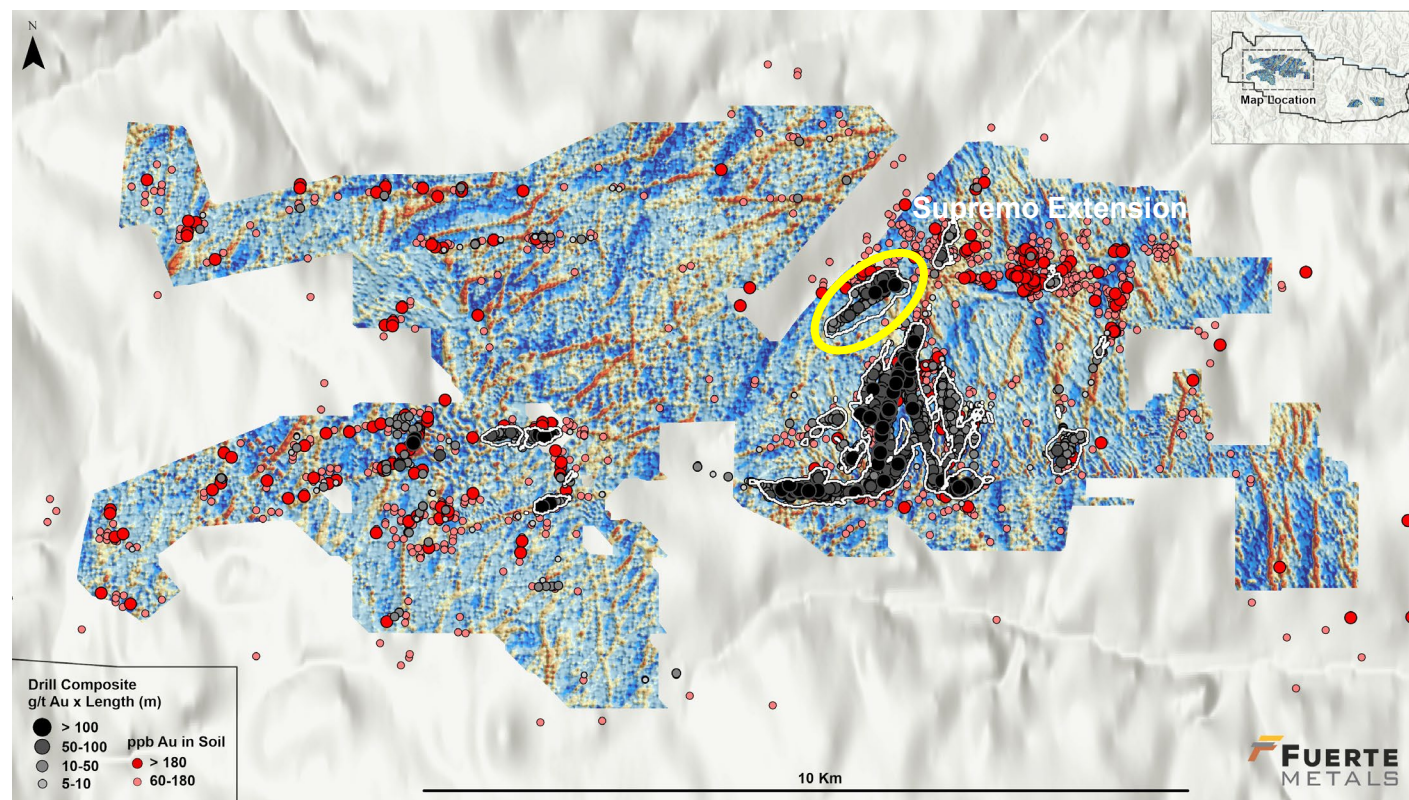 N
Map Location
Supremo Extension
Drill Composite
g/t Au x Length (m)
> 100
50-100
10-50
5-10
ppb Au in Soil
> 180
60-180
10 Km
FUERTE
METALS